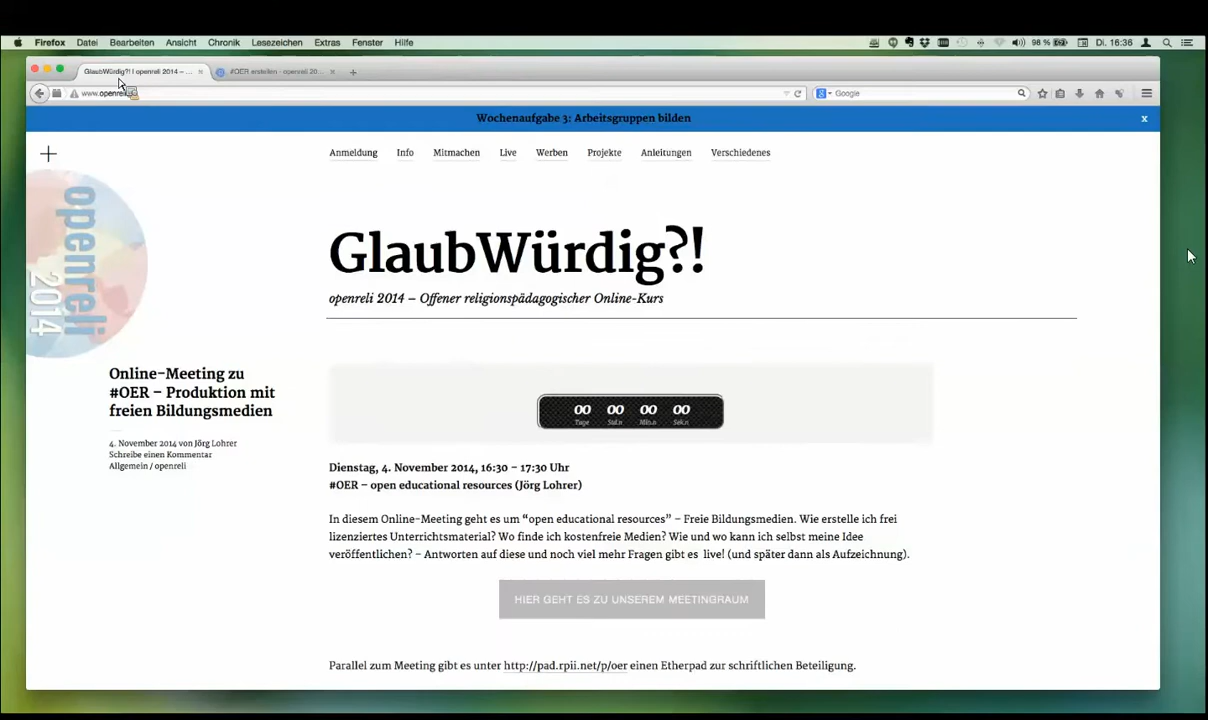 Firefox Datei Bearbeiten Ansicht Chronik Lesezeichen Extras Fenster Hilfe 98 % Di. 16:36
GlaubWürdig?! | openreli 2014 – ... #OER erstellen - openreli 20...
www.openreli Google
Wochenaufgabe 3: Arbeitsgruppen bilden x
Anmeldung Info Mitmachen Live Werben Projekte Anleitungen Verschiedenes
openreli
2014
GlaubWürdig?!
openreli 2014 – Offener religionspädagogischer Online-Kurs
Online-Meeting zu
#OER – Produktion mit
freien Bildungsmedien
4. November 2014 von Jörg Lohrer
Schreibe einen Kommentar
Allgemein / openreli
00 00 00 00
Tage Std.n Min.n Sek.n
Dienstag, 4. November 2014, 16:30 – 17:30 Uhr
#OER – open educational resources (Jörg Lohrer)
In diesem Online-Meeting geht es um “open educational resources” – Freie Bildungsmedien. Wie erstelle ich frei
lizenziertes Unterrichtsmaterial? Wo finde ich kostenfreie Medien? Wie und wo kann ich selbst meine Idee
veröffentlichen? – Antworten auf diese und noch viel mehr Fragen gibt es live! (und später dann als Aufzeichnung).
HIER GEHT ES ZU UNSEREM MEETINGRAUM
Parallel zum Meeting gibt es unter http://pad.rpii.net/p/oer einen Etherpad zur schriftlichen Beteiligung.